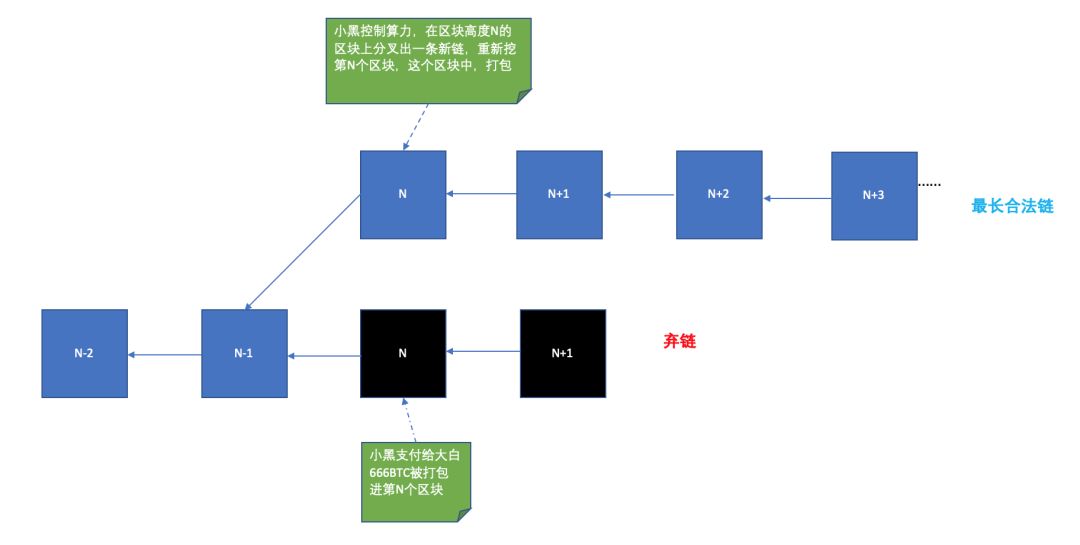 小黑控制算力，在区块高度N的
区块上分叉出一条新链，重新挖
第N个区块，这个区块中，打包
N
N+1
N+2
N+3
......
最长合法链
N-2
N-1
N
N+1
弃链
小黑支付给大白
666BTC被打包
进第N个区块